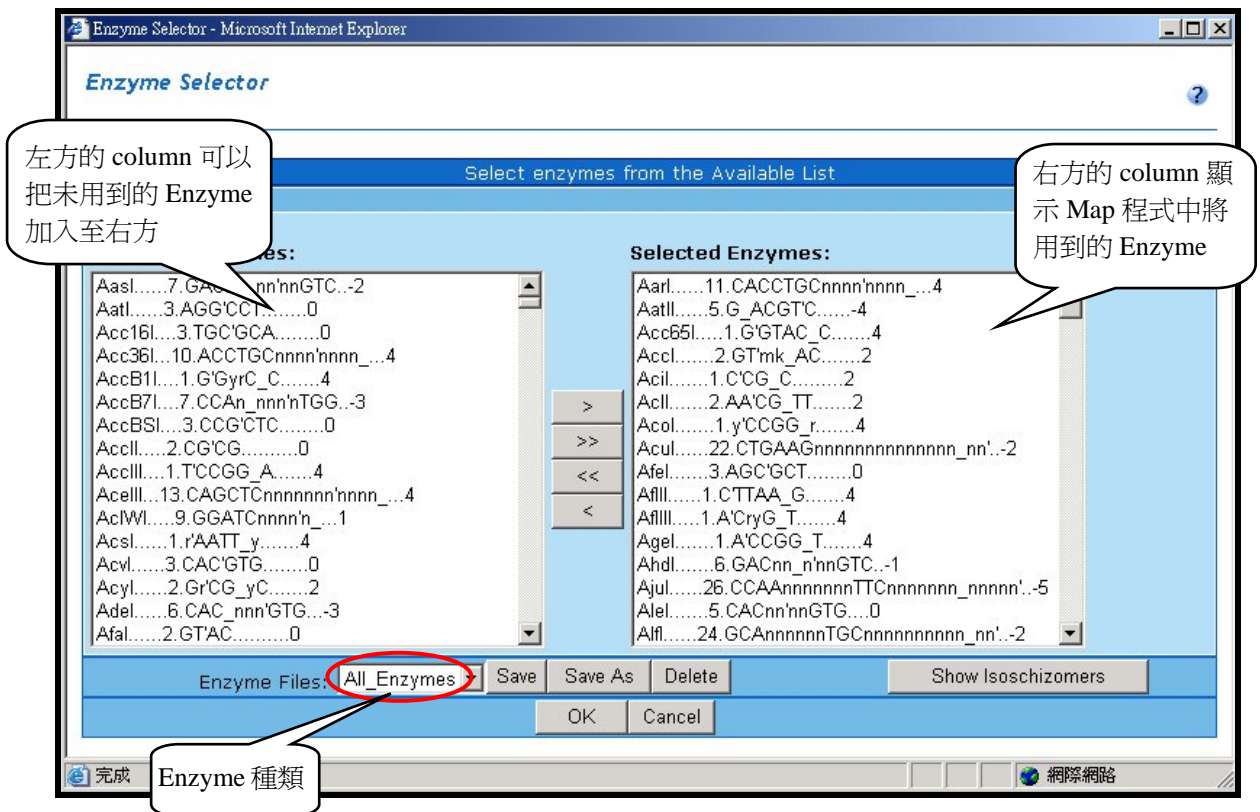 Enzyme Selector - Microsoft Internet Explorer
Enzyme Selector
?
左方的 column 可以
把未用到的 Enzyme
加入至右方
Select enzymes from the Available List
右方的 column 顯
示 Map 程式中將
用到的 Enzyme
es:
AasI......7.GAC nn'nnGTC..-2
AatI......3.AGG'CCT........0
Acc16I...3.TGC'GCA........0
Acc36I...10.ACCTGCnnnn'nnnn_...4
AccB1I....1.G'GyrC_C.......4
AccB7I....7.CCAn_nnn'nTGG..-3
AccBSI....3.CCG'CTC........0
AccII.....2.CG'CG..........0
AccIII....1.T'CCGG_A.......4
AceIII...13.CAGCTCnnnnnnn'nnnn_...4
AclWI.....9.GGATCnnnn'n_...1
AcsI......1.r'AATT_y.......4
AcvI......3.CAC'GTG........0
AcyI......2.Gr'CG_yC.......2
AdeI......6.CAC_nnn'GTG...-3
AfaI......2.GT'AC..........0
>
>>
<<
<
Selected Enzymes:
AarI......11.CACCTGCnnnn'nnnn_...4
AatII......5.G_ACGT'C......-4
Acc65I.....1.G'GTAC_C.......4
AccI.......2.GT'mk_AC.......2
AciI.......1.C'CG_C.........2
AclI.......2.AA'CG_TT.......2
AcoI.......1.y'CCGG_r.......4
AcuI......22.CTGAAGnnnnnnnnnnnnnn_nn'..-2
AfeI.......3.AGC'GCT........0
AflII......1.C'TTAA_G.......4
AflIII.....1.A'CryG_T.......4
AgeI.......1.A'CCGG_T.......4
AhdI.......6.GACnn_n'nnGTC..-1
AjuI......26.CCAAnnnnnnnTTCnnnnnnn_nnnnn'..-5
AleI.......5.CACnn'nnGTG....0
AlfI......24.GCAnnnnnnTGCnnnnnnnnnn_nn'..-2
Enzyme Files: All_Enzymes Save Save As Delete Show Isoschizomers
OK Cancel
Enzyme 種類
完成 網際網路